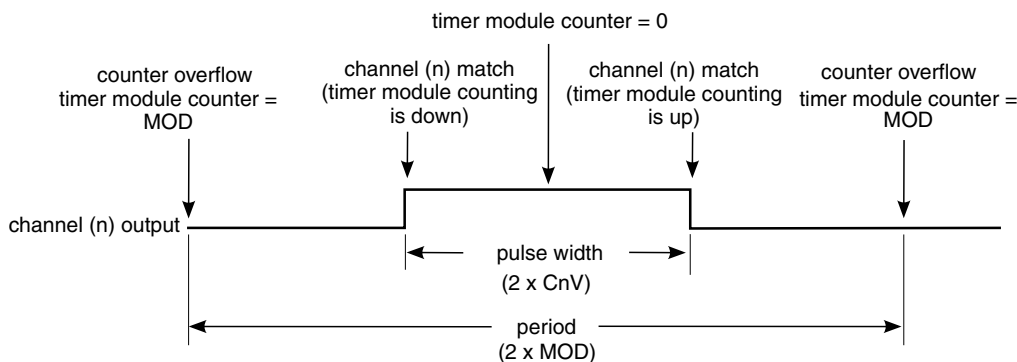 timer module counter = 0
counter overflow
timer module counter =
MOD
channel (n) match
(timer module counting
is down)
channel (n) match
(timer module counting
is up)
counter overflow
timer module counter =
MOD
channel (n) output
pulse width
(2 x CnV)
period
(2 x MOD)